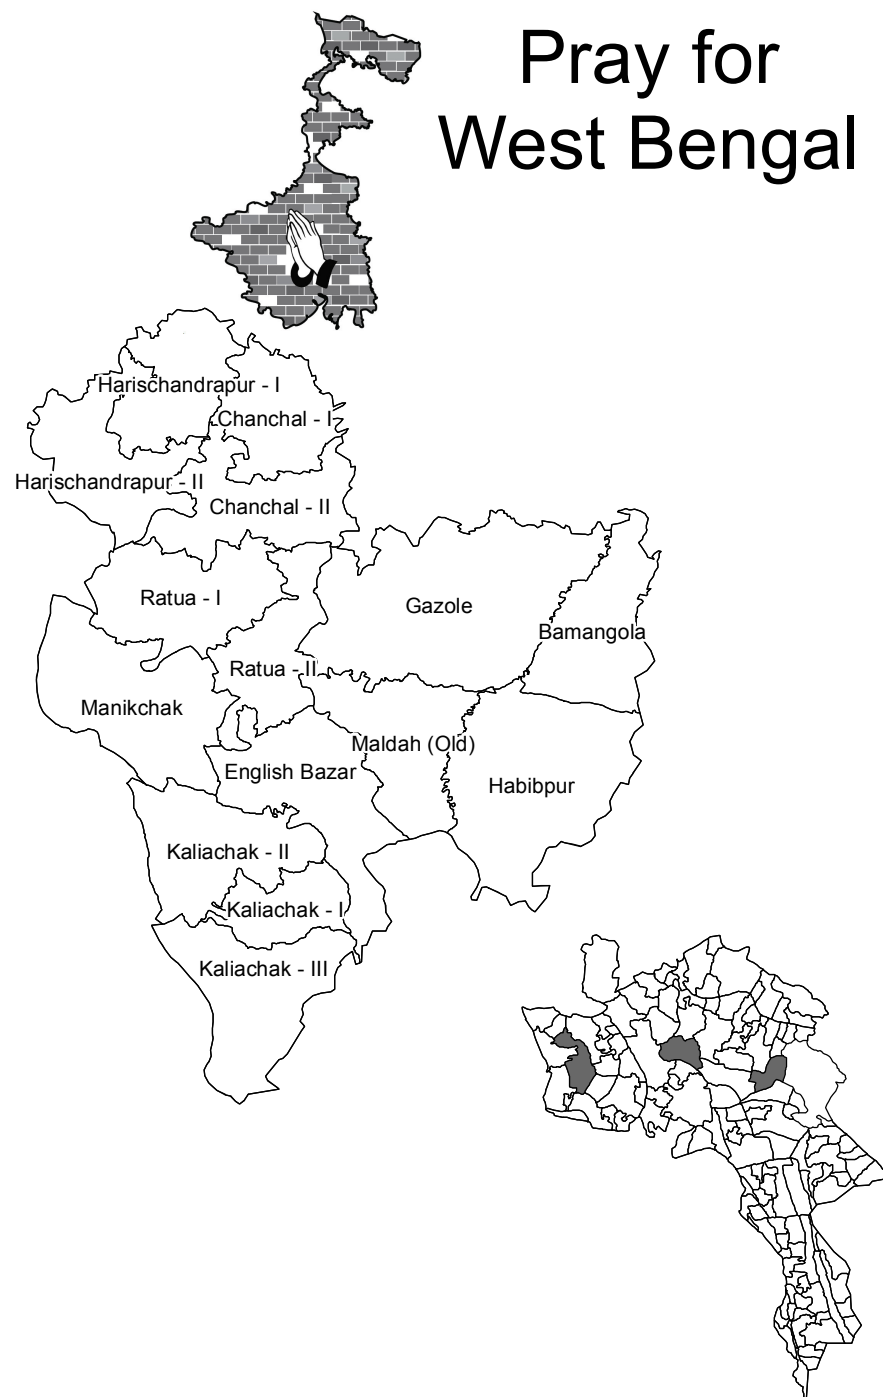 Pray for
West Bengal
Harischandrapur - I
Chanchal - I
Harischandrapur - II
Chanchal - II
Ratua - I
Gazole
Bamangola
Ratua - II
Manikchak
Maldah (Old)
English Bazar
Habibpur
Kaliachak - II
Kaliachak - I
Kaliachak - III